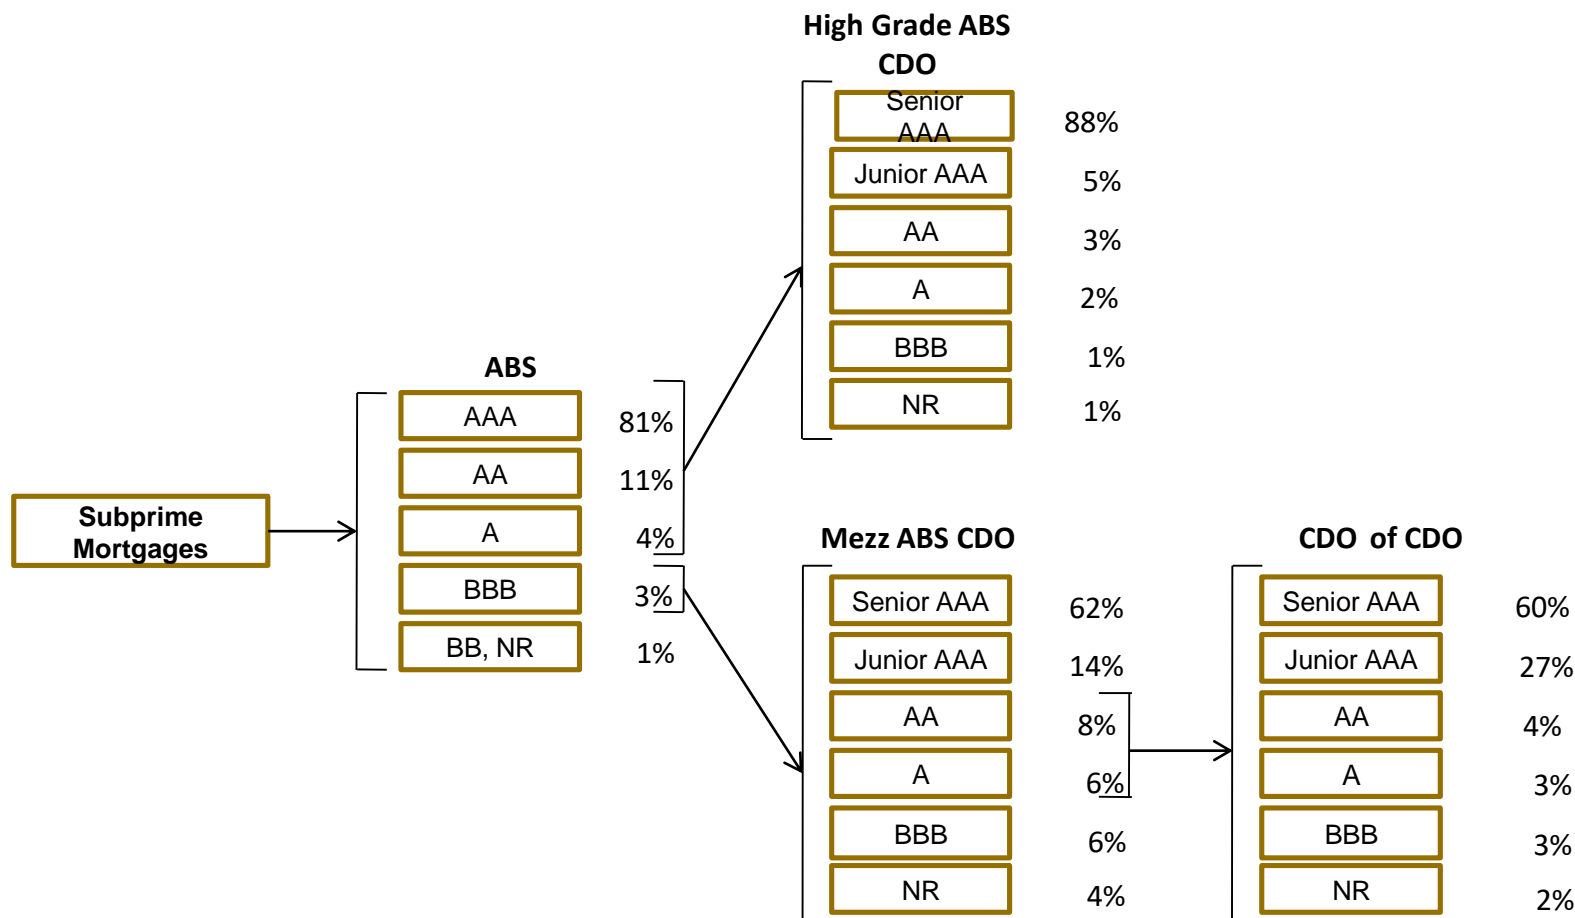 High Grade ABS
CDO
Senior
AAA
88%
Junior AAA
5%
AA
3%
A
2%
BBB
1%
NR
1%
ABS
AAA
81%
AA
11%
A
4%
BBB
3%
BB, NR
1%
Subprime
Mortgages
Mezz ABS CDO
Senior AAA
62%
Junior AAA
14%
AA
8%
A
6%
BBB
6%
NR
4%
CDO of CDO
Senior AAA
60%
Junior AAA
27%
AA
4%
A
3%
BBB
3%
NR
2%